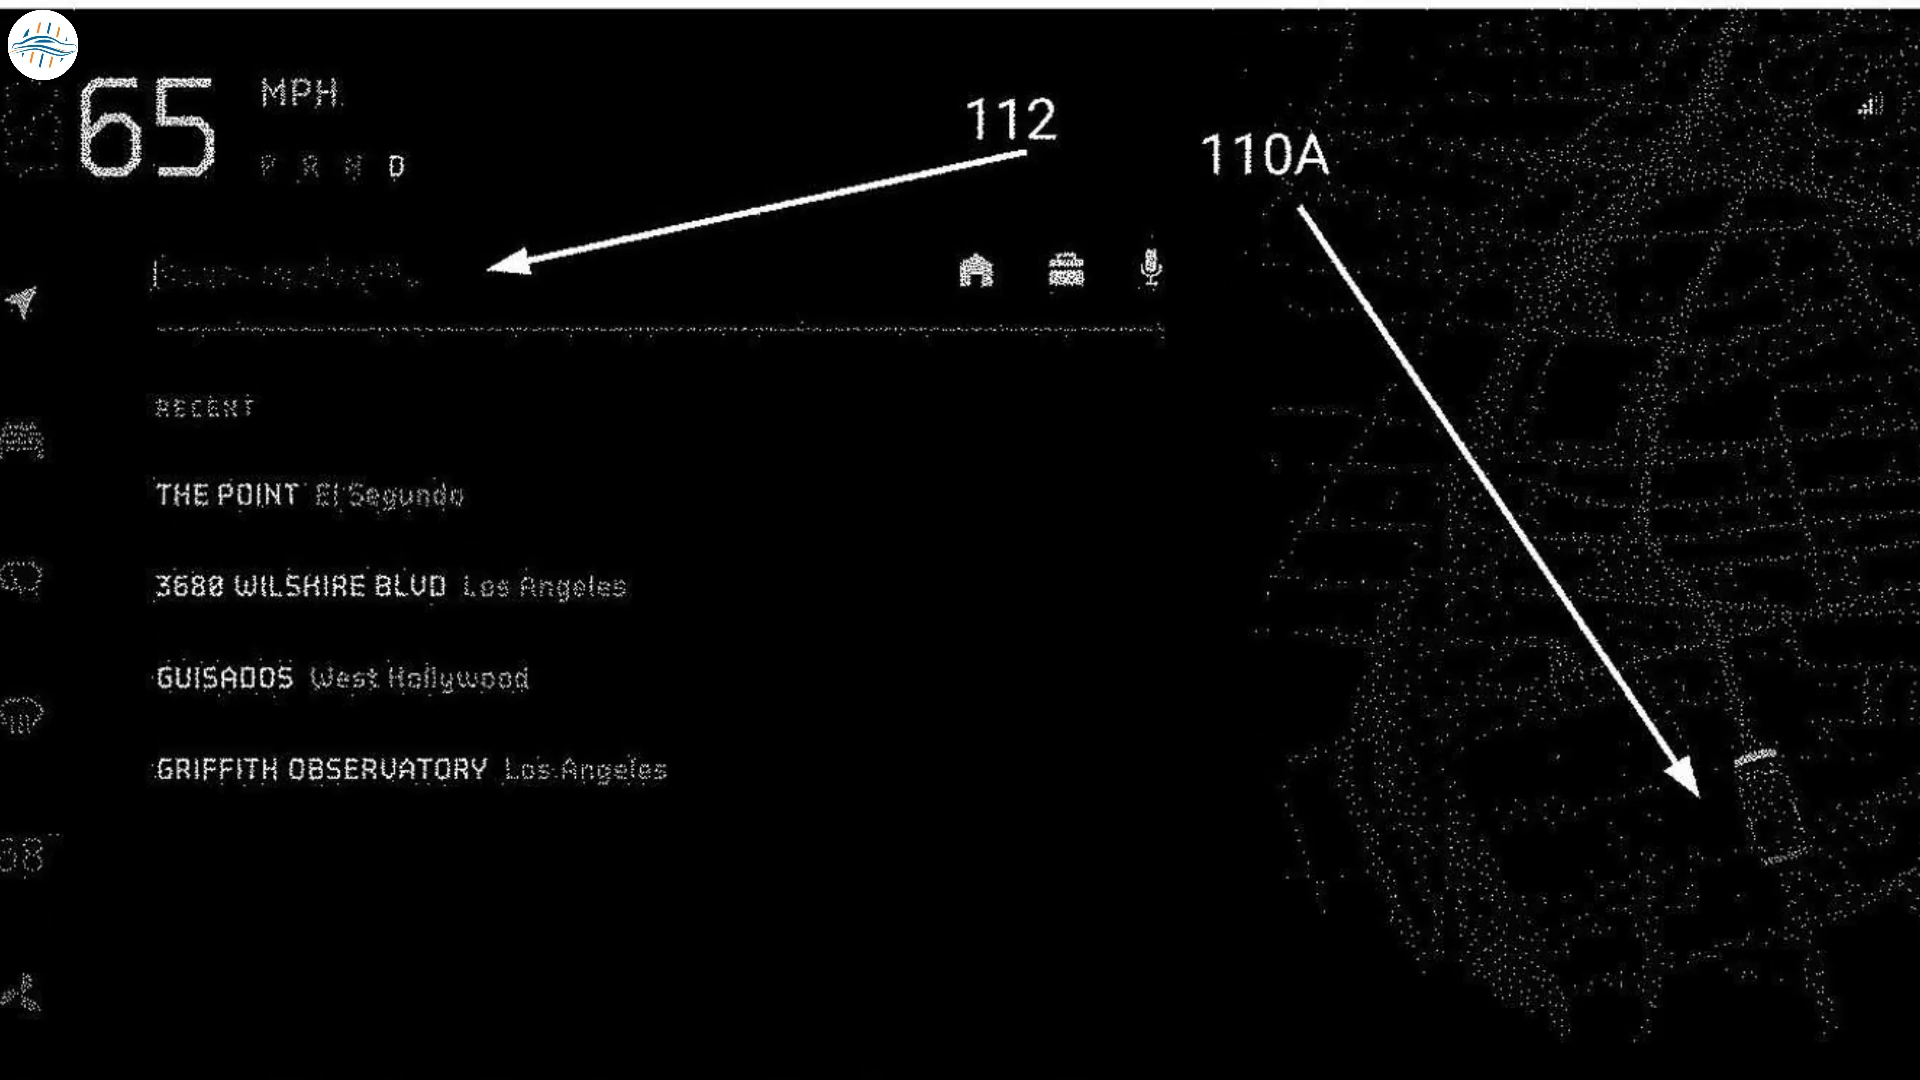 65 MPH
P R N D
112
110A
RECENT
THE POINT El Segundo
3680 WILSHIRE BLVD Los Angeles
GUISADOS West Hollywood
GRIFFITH OBSERVATORY Los Angeles